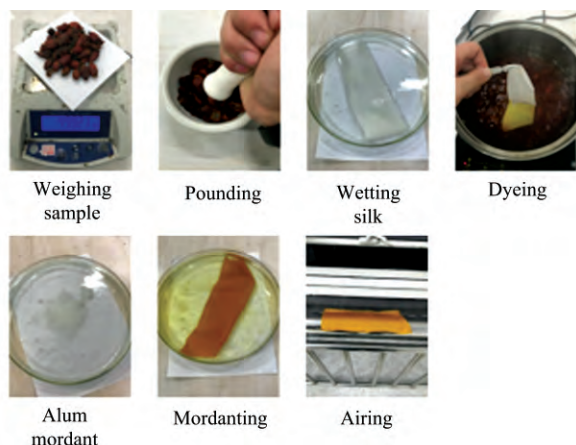 Weighing
sample
Pounding
Wetting
silk
Dyeing
Alum
mordant
Mordanting
Airing